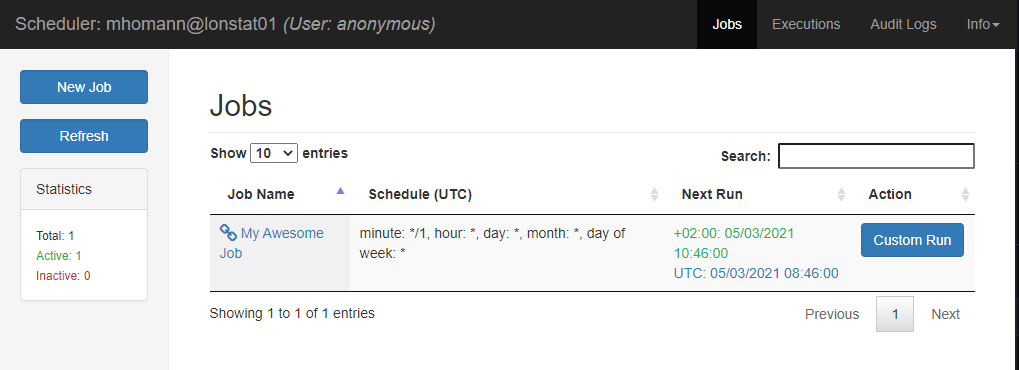 Scheduler: mhomann@lonstat01 (User: anonymous)
Jobs
Executions
Audit Logs
Info
New Job
Refresh
Statistics
Total: 1
Active: 1
Inactive: 0
Jobs
Show 10 entries
Search:
Job Name
Schedule (UTC)
Next Run
Action
My Awesome
Job
minute: */1, hour: *, day: *, month: *, day of
week: *
+02:00: 05/03/2021
10:46:00
UTC: 05/03/2021 08:46:00
Custom Run
Showing 1 to 1 of 1 entries
Previous
1
Next